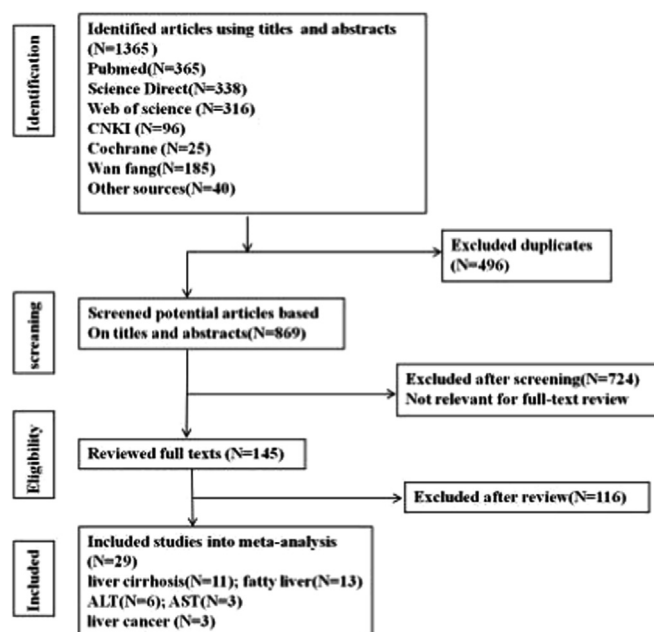 Identification
Identified articles using titles and abstracts
(N=1365)
Pubmed(N=365)
Science Direct(N=338)
Web of science (N=316)
CNKI (N=96)
Cochrane (N=25)
Wan fang(N=185)
Other sources(N=40)
Excluded duplicates
(N=496)
screaning
Screened potential articles based
On titles and abstracts(N=869)
Excluded after screening(N=724)
Not relevant for full-text review
Eligibility
Reviewed full texts (N=145)
Excluded after review(N=116)
Included
Included studies into meta-analysis
(N=29)
liver cirrhosis(N=11); fatty liver(N=13)
ALT(N=6); AST(N=3)
liver cancer (N=3)